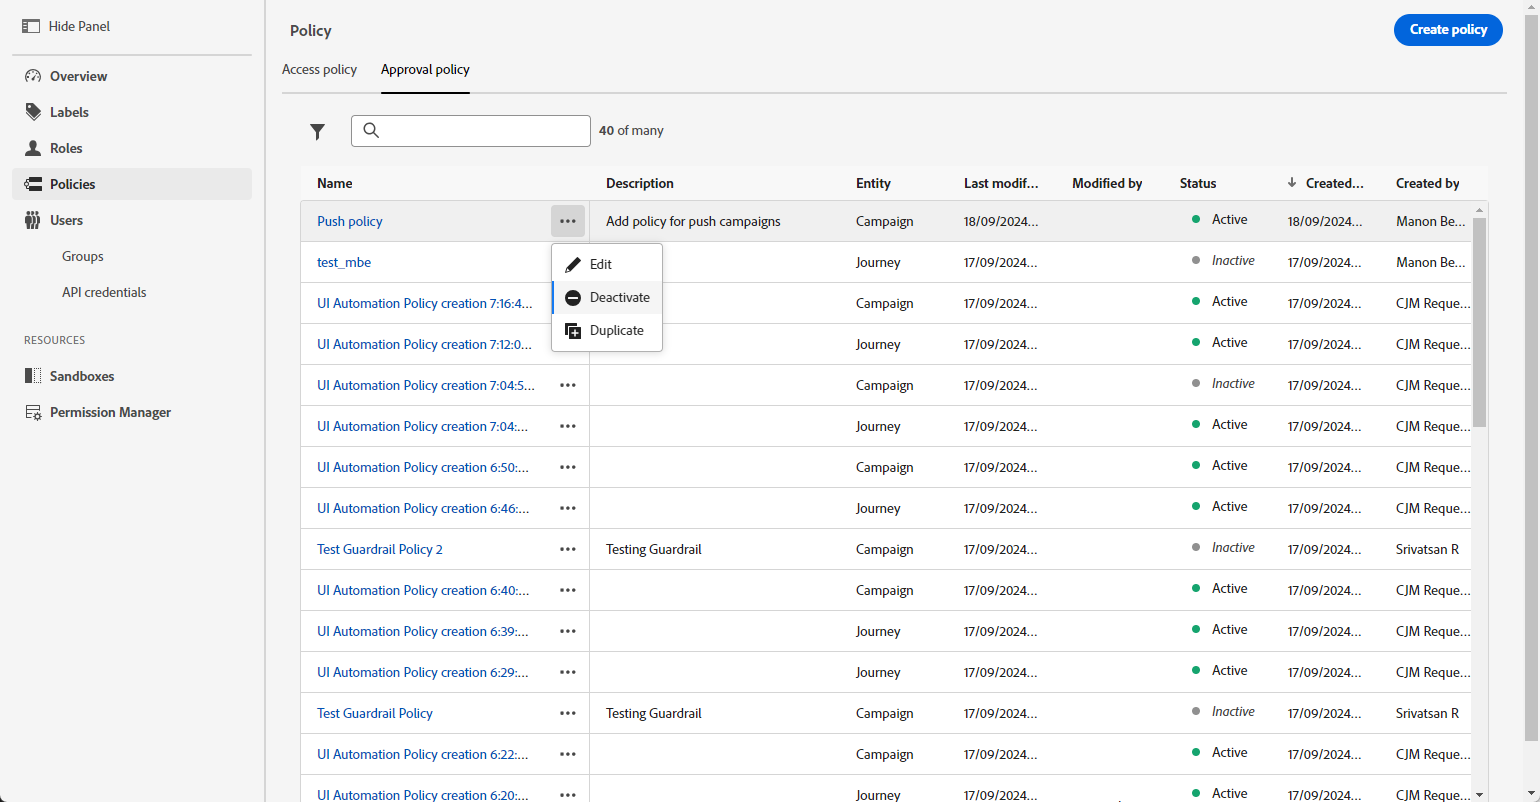 Hide Panel
Overview
Labels
Roles
Policies
Users
Groups
API credentials
RESOURCES
Sandboxes
Permission Manager
Policy
Create policy
Access policy Approval policy
40 of many
Name Description Entity Last modif... Modified by Status Created... Created by
Push policy Add policy for push campaigns Campaign 18/09/2024... Active 18/09/2024... Manon Be...
test_mbe Journey 17/09/2024... Inactive 17/09/2024... Manon Be...
Edit
Deactivate
Duplicate
UI Automation Policy creation 7:16:4... Campaign 17/09/2024... Active 17/09/2024... CJM Reque...
UI Automation Policy creation 7:12:0... Journey 17/09/2024... Active 17/09/2024... CJM Reque...
UI Automation Policy creation 7:04:5... Campaign 17/09/2024... Inactive 17/09/2024... CJM Reque...
UI Automation Policy creation 7:04:... Journey 17/09/2024... Active 17/09/2024... CJM Reque...
UI Automation Policy creation 6:50:... Campaign 17/09/2024... Active 17/09/2024... CJM Reque...
UI Automation Policy creation 6:46:... Journey 17/09/2024... Active 17/09/2024... CJM Reque...
Test Guardrail Policy 2 Testing Guardrail Campaign 17/09/2024... Inactive 17/09/2024... Srivatsan R
UI Automation Policy creation 6:40:... Campaign 17/09/2024... Active 17/09/2024... CJM Reque...
UI Automation Policy creation 6:39:... Journey 17/09/2024... Active 17/09/2024... CJM Reque...
UI Automation Policy creation 6:29:... Journey 17/09/2024... Active 17/09/2024... CJM Reque...
Test Guardrail Policy Testing Guardrail Campaign 17/09/2024... Inactive 17/09/2024... Srivatsan R
UI Automation Policy creation 6:22:... Campaign 17/09/2024... Active 17/09/2024... CJM Reque...
UI Automation Policy creation 6:20:... Journey 17/09/2024... Active 17/09/2024... CJM Reque...